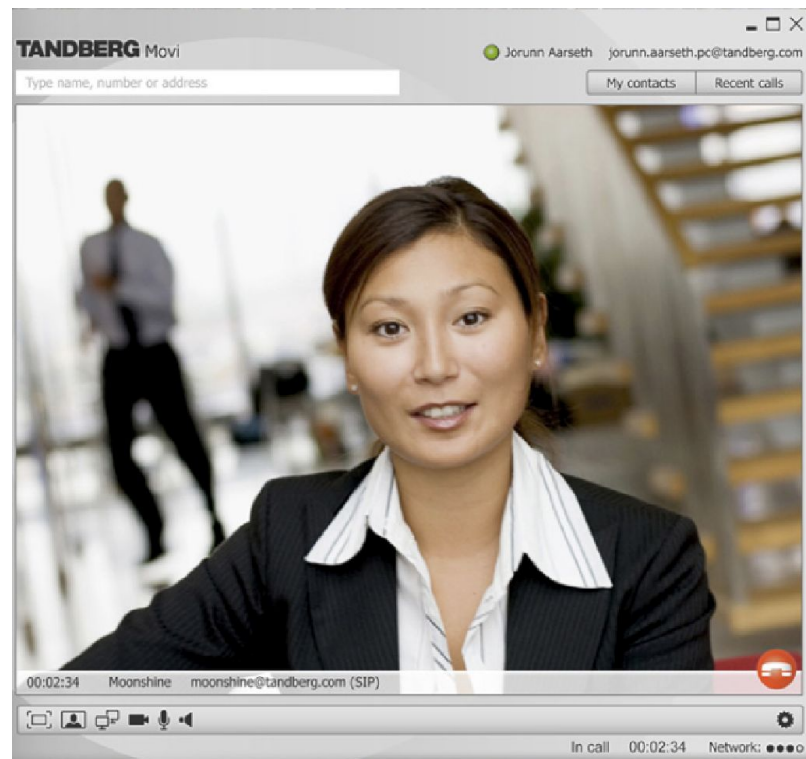 TANDBERG Movi
Jorunn Aarseth jorunn.aarseth.pc@tandberg.com
Type name, number or address
My contacts Recent calls
00:02:34 Moonshine moonshine@tandberg.com (SIP)
In call 00:02:34 Network: